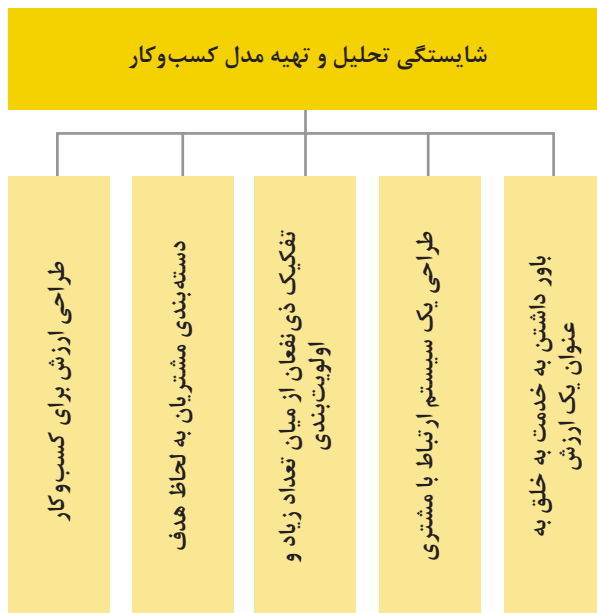 شایستگی تحلیل و تهیه مدل کسب‌وکار
باور داشتن به خدمت به خلق به
عنوان یک ارزش
طراحی یک سیستم ارتباط با مشتری
تفکیک ذی‌نفعان از میان تعداد زیاد و
اولویت‌بندی
دسته‌بندی مشتریان به لحاظ هدف
طراحی ارزش برای کسب‌وکار